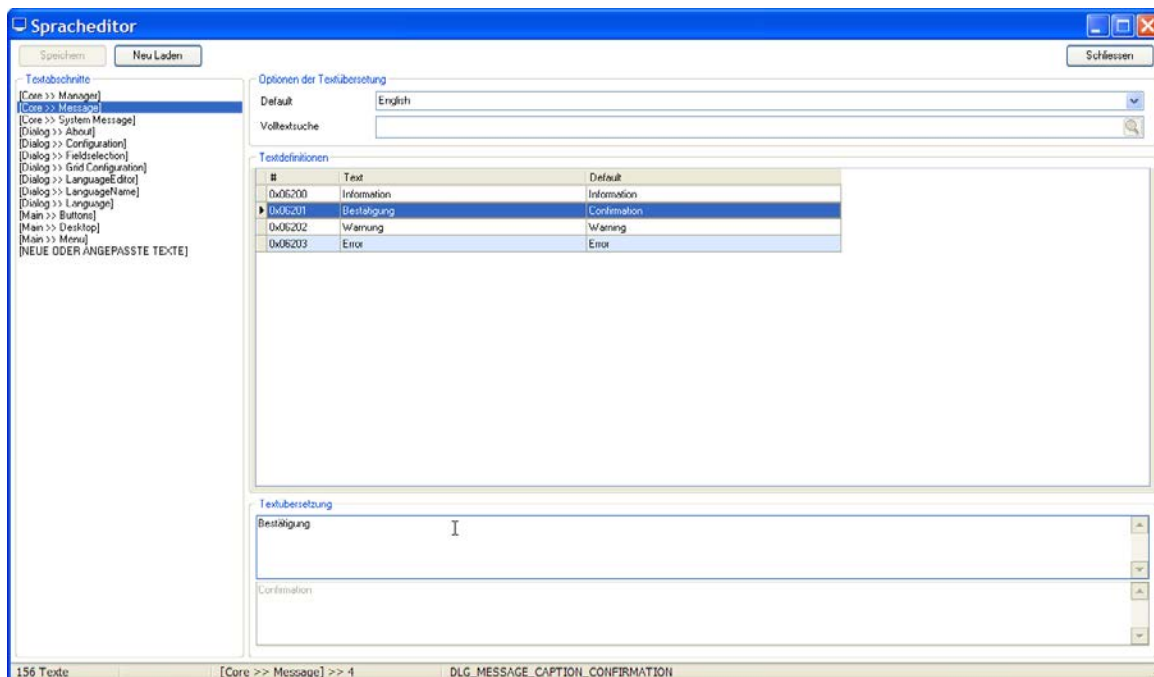 Spracheditor
Speichern Neu Laden Schliessen
Textabschnitte
[Core >> Manager]
[Core >> Message]
[Core >> System Message]
[Dialog >> About]
[Dialog >> Configuration]
[Dialog >> Fieldselection]
[Dialog >> Grid Configuration]
[Dialog >> LanguageEditor]
[Dialog >> LanguageName]
[Dialog >> Language]
[Main >> Buttons]
[Main >> Desktop]
[Main >> Menu]
[NEUE ODER ANGEPASSTE TEXTE]
Optionen der Textübersetung
Default English
Volltextsuche
Textdefinitionen
# Text Default
0x06200 Information Information
0x06201 Bestätigung Confirmation
0x06202 Warnung Warning
0x06203 Error Error
Textübersetzung
Bestätigung
Confirmation
156 Texte [Core >> Message] >> 4 DLG_MESSAGE_CAPTION_CONFIRMATION